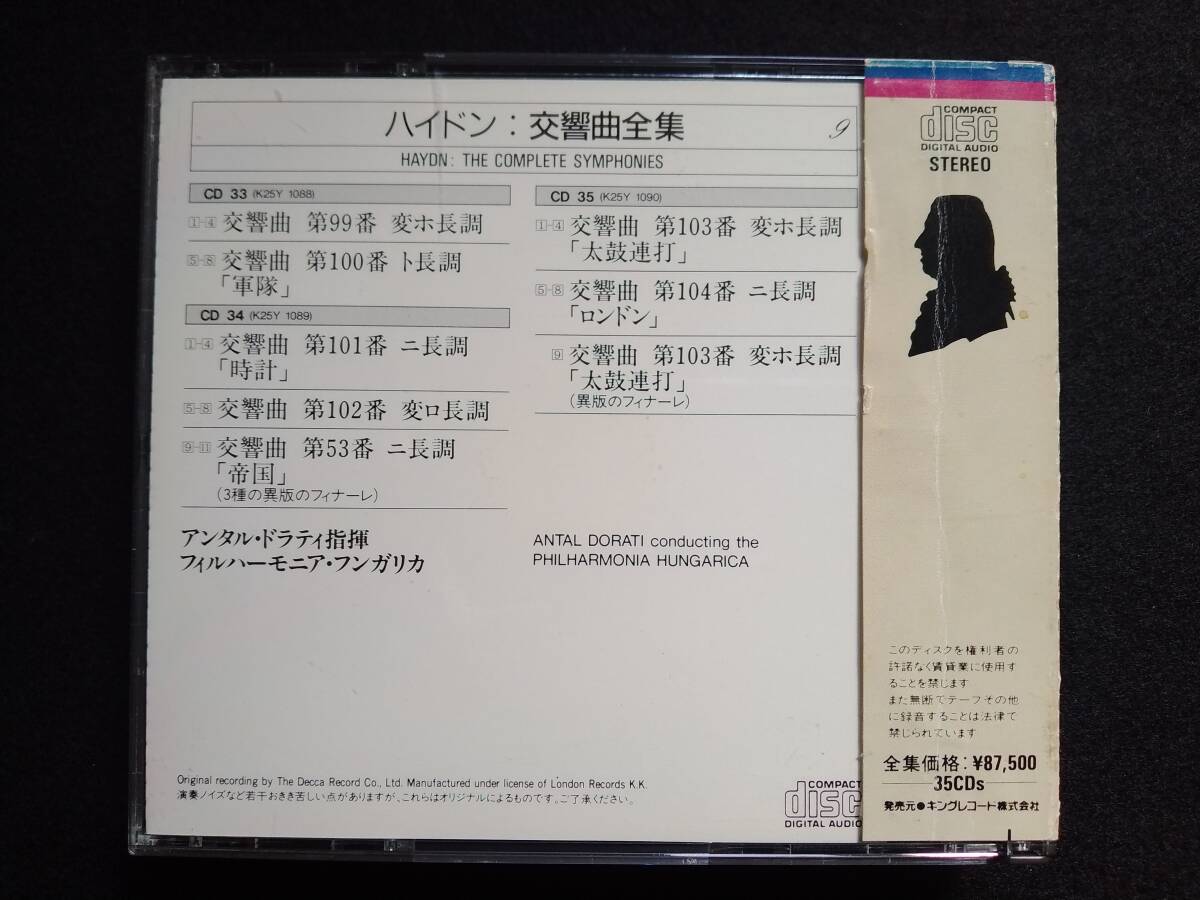 ハイドン：交響曲全集 9
HAYDN: THE COMPLETE SYMPHONIES
CD 33 (K25Y 1088)
1-4 交響曲 第99番 変ホ長調
5-8 交響曲 第100番 ト長調
「軍隊」
CD 34 (K25Y 1089)
1-4 交響曲 第101番 ニ長調
「時計」
5-8 交響曲 第102番 変ロ長調
9-11 交響曲 第53番 ニ長調
「帝国」
(3種の異版のフィナーレ)
CD 35 (K25Y 1090)
1-4 交響曲 第103番 変ホ長調
「太鼓連打」
5-8 交響曲 第104番 ニ長調
「ロンドン」
9 交響曲 第103番 変ホ長調
「太鼓連打」
(異版のフィナーレ)
アンタル・ドラティ指揮
フィルハーモニア・フンガリカ
ANTAL DORATI conducting the
PHILHARMONIA HUNGARICA
Original recording by The Decca Record Co., Ltd. Manufactured under license of London Records K.K.
演奏ノイズなど若干おきき苦しい点がありますが、これらはオリジナルによるものです。ご了承ください。
COMPACT
disc
DIGITAL AUDIO
COMPACT
disc
DIGITAL AUDIO
STEREO
このディスクを権利者の
許諾なく賃貸業に使用す
ることを禁じます
また無断でテープその他
に録音することは法律で
禁じられています
全集価格：¥87,500
35CDs
発売元●キングレコード株式会社